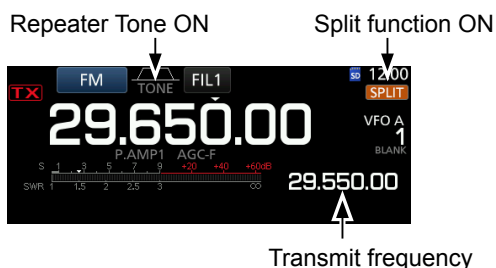 Repeater Tone ON Split function ON
FM TONE FIL1 SD 12:00
TX SPLIT
29.650.00 VFO A
1
P.AMP1 AGC-F BLANK
S 1 3 5 7 9 +20 +40 +60dB
SWR 1 1.5 2 2.5 3 ∞ 29.550.00
Transmit frequency